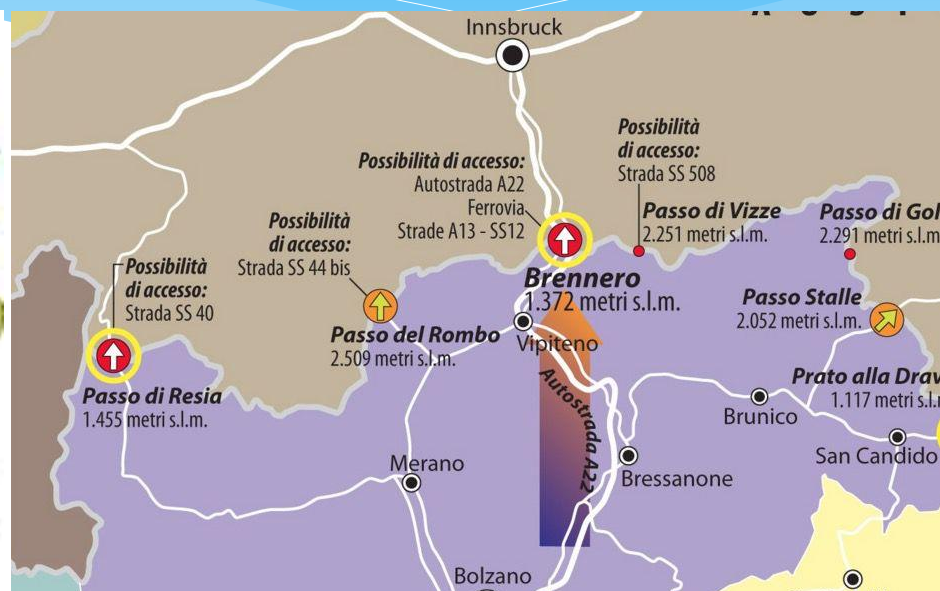 Innsbruck
Possibilità
di accesso:
Strada SS 508
Possibilità di accesso:
Autostrada A22
Ferrovia
Strade A13 - SS12
Passo di Vizze
2.251 metri s.l.m.
Passo di
2.291 metri s.l.m.
Possibilità
di accesso:
Strada SS 44 bis
Possibilità
di accesso:
Strada SS 40
Brennero
1.372 metri s.l.m.
Passo Stalle
2.052 metri s.l.m.
Passo del Rombo
2.509 metri s.l.m.
Vipiteno
Passo di Resia
1.455 metri s.l.m.
Autostrada A22
Prato alla Drav
1.117 metri s.l.
Brunico
San Candido
Merano
Bressanone
Bolzano